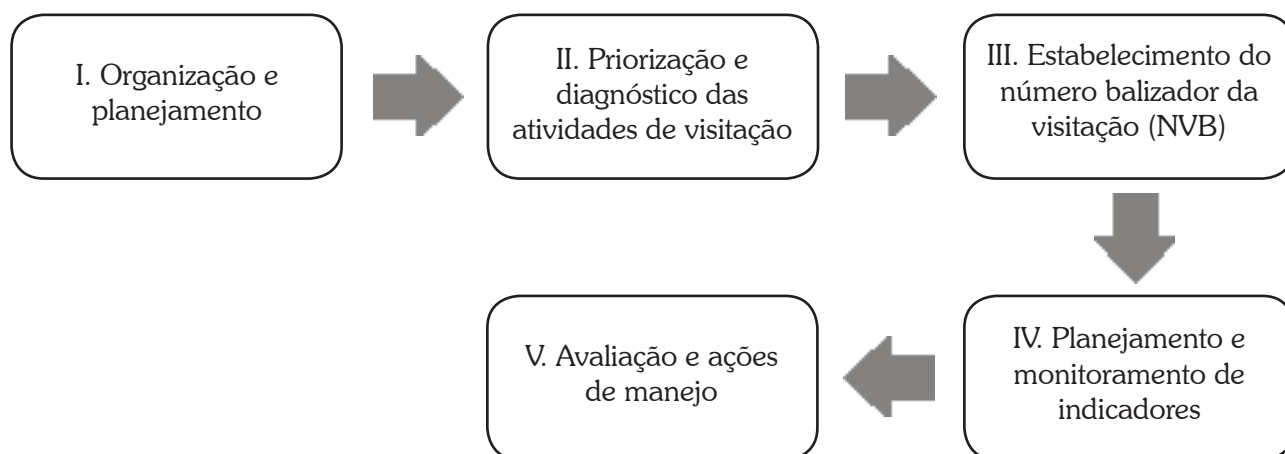 I. Organização e
planejamento
II. Priorização e
diagnóstico das
atividades de visitação
III. Estabelecimento do
número balizador da
visitação (NVB)
IV. Planejamento e
monitoramento de
indicadores
V. Avaliação e ações
de manejo